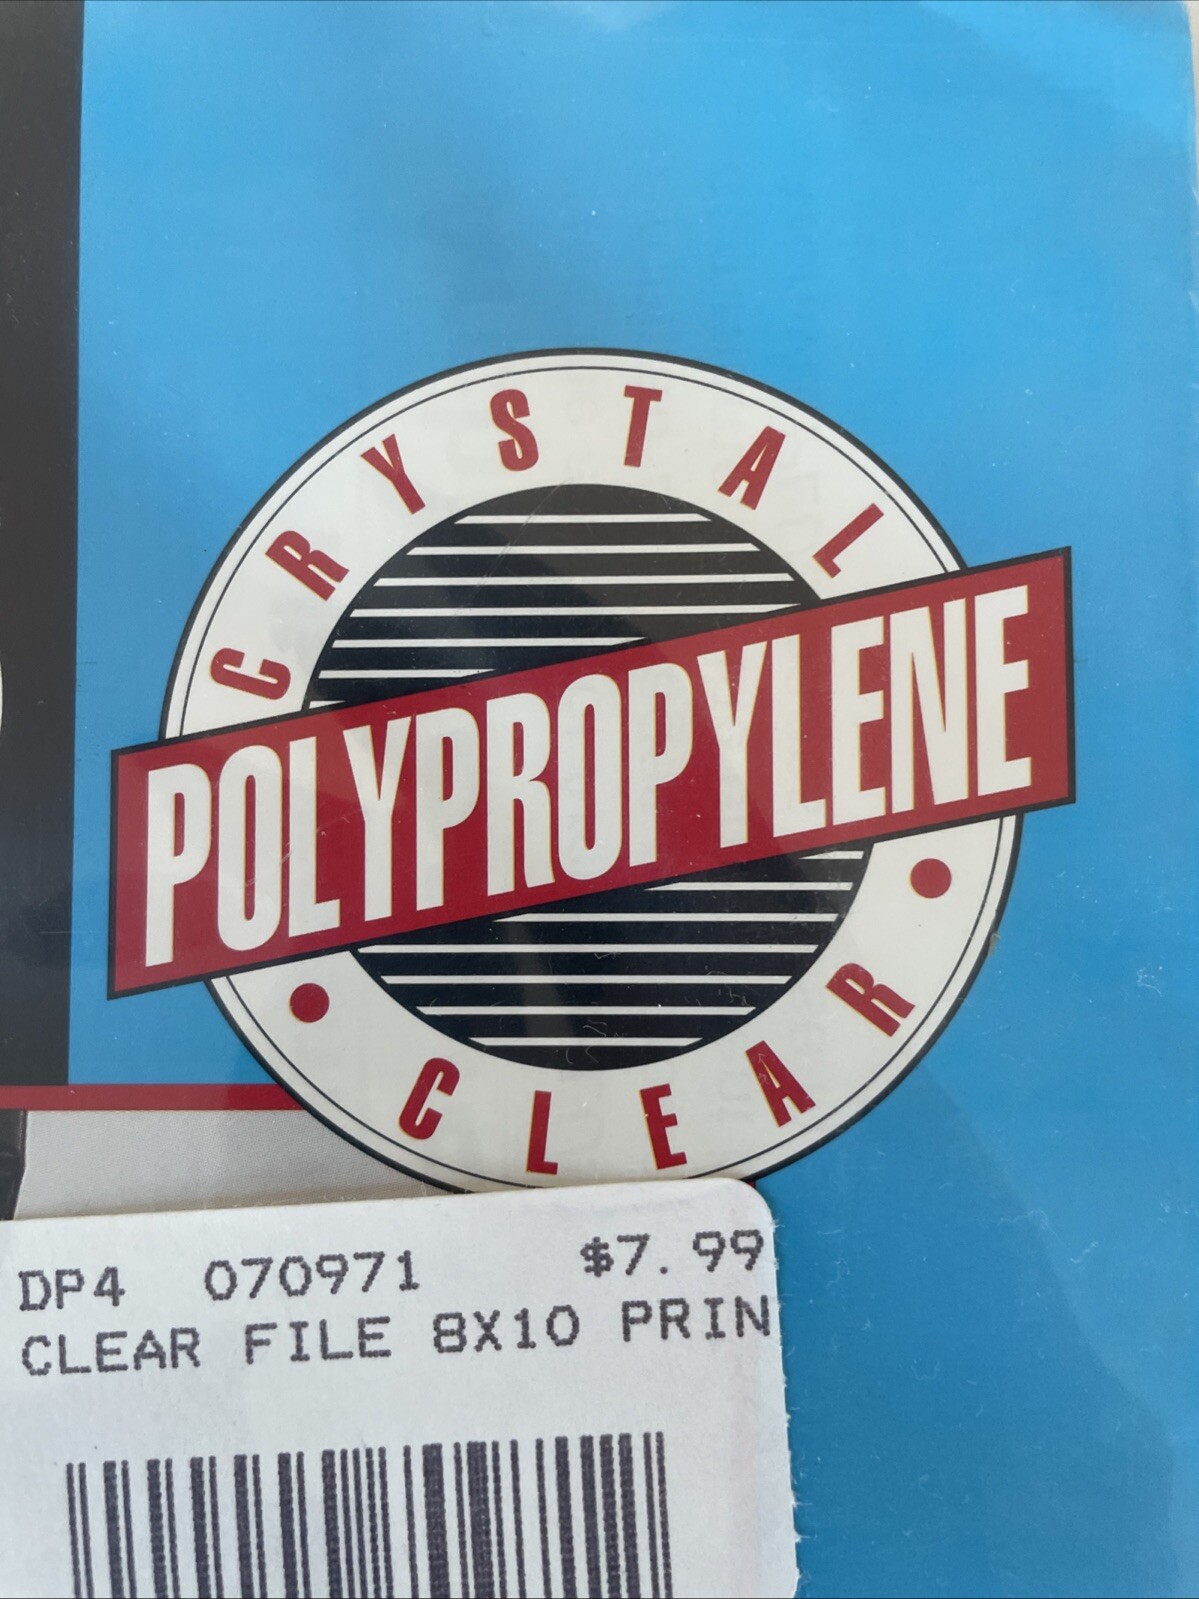 CRYSTAL
POLYPROPYLENE
CLEAR
DP4 070971 $7.99
CLEAR FILE 8X10 PRIN